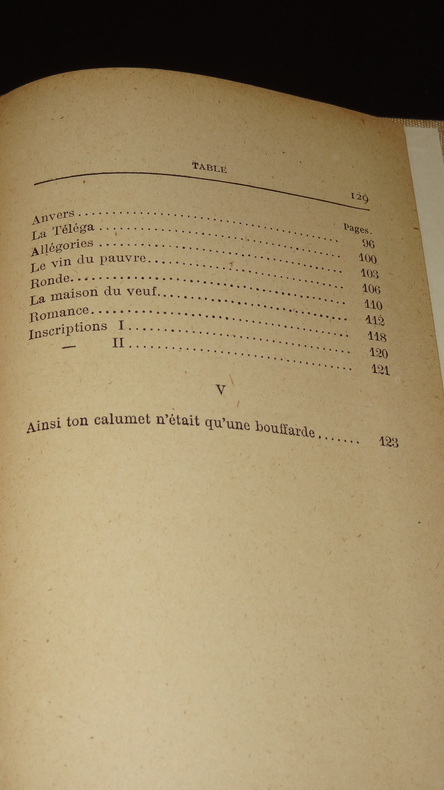 TABLE
129
Pages.
Anvers ........................................ 96
La Téléga ..................................... 100
Allégories .................................... 103
Le vin du pauvre............................... 106
Ronde.......................................... 110
La maison du veuf.............................. 112
Romance........................................ 118
Inscriptions I................................. 120
— II........................................... 121
V
Ainsi ton calumet n'était qu'une bouffarde....... 123